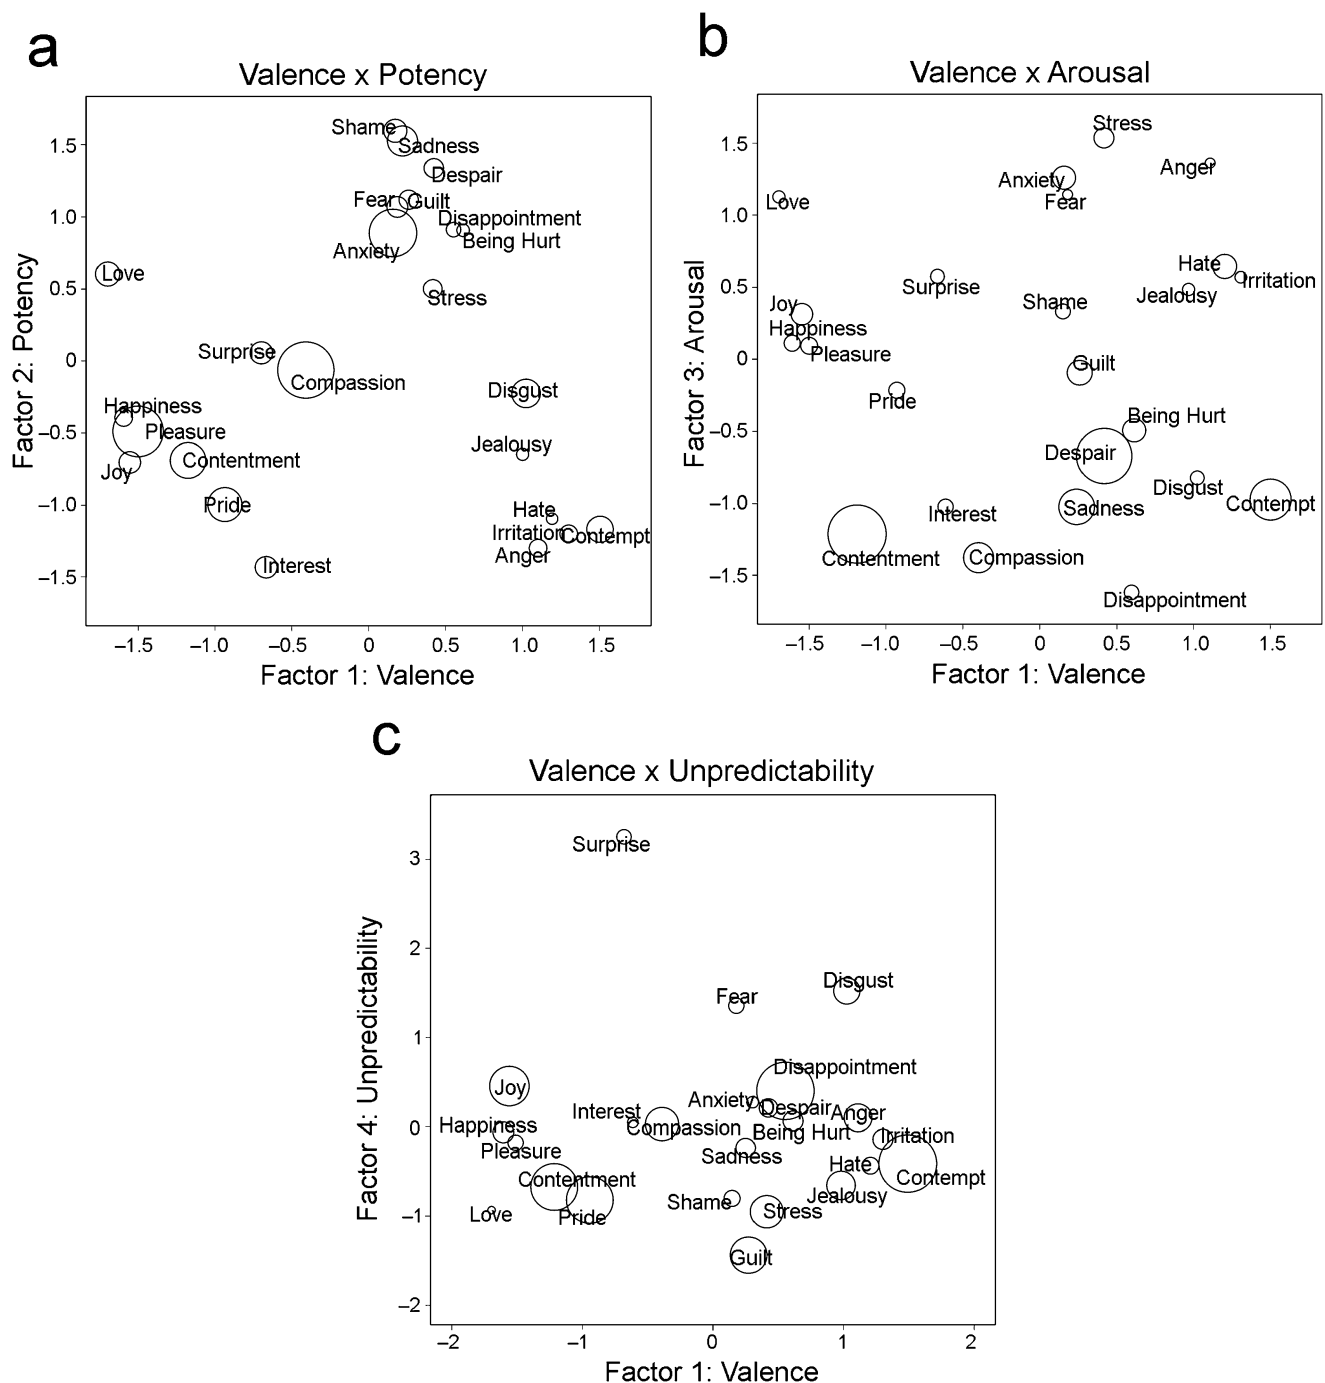 a
Valence x Potency
Factor 2: Potency
1.5
1.0
0.5
0
–0.5
–1.0
–1.5
Shame
Sadness
Despair
Fear
Guilt
Disappointment
Being Hurt
Anxiety
Love
Stress
Surprise
Compassion
Disgust
Happiness
Pleasure
Jealousy
Contentment
Joy
Pride
Hate
Irritation
Contempt
Anger
Interest
–1.5 –1.0 –0.5 0 0.5 1.0 1.5
Factor 1: Valence
b
Valence x Arousal
Factor 3: Arousal
1.5
1.0
0.5
0
–0.5
–1.0
–1.5
Stress
Anger
Anxiety
Fear
Love
Hate
Irritation
Surprise
Jealousy
Shame
Joy
Happiness
Pleasure
Guilt
Pride
Being Hurt
Despair
Disgust
Contempt
Sadness
Interest
Contentment
Compassion
Disappointment
–1.5 –1.0 –0.5 0 0.5 1.0 1.5
Factor 1: Valence
c
Valence x Unpredictability
Factor 4: Unpredictability
3
2
1
0
–1
–2
Surprise
Disgust
Fear
Disappointment
Joy
Anxiety
Despair
Interest
Anger
Happiness
Compassion
Being Hurt
Irritation
Pleasure
Sadness
Hate
Contentment
Contempt
Jealousy
Shame
Stress
Love
Pride
Guilt
–2 –1 0 1 2
Factor 1: Valence